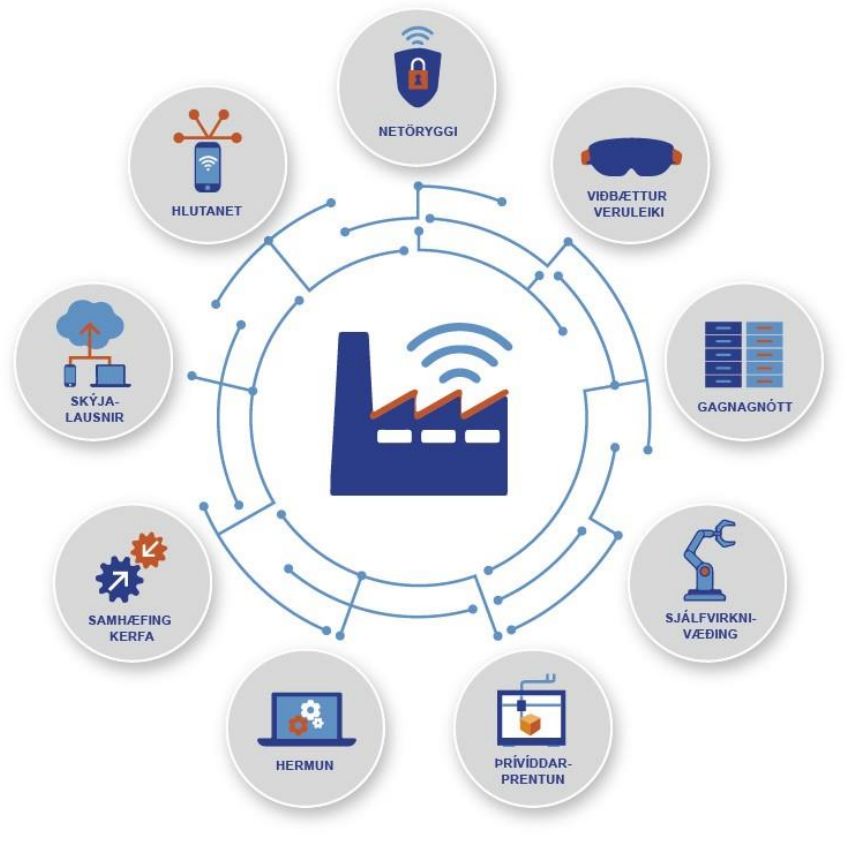 NETÖRYGGI
VIÐBÆTTUR
VERULEIKI
GAGNAGNÓTT
SJÁLFVIRKNI-
VÆÐING
ÞRÍVÍDDAR-
PRENTUN
HERMUN
SAMHÆFING
KERFA
SKÝJA-
LAUSNIR
HLUTANET